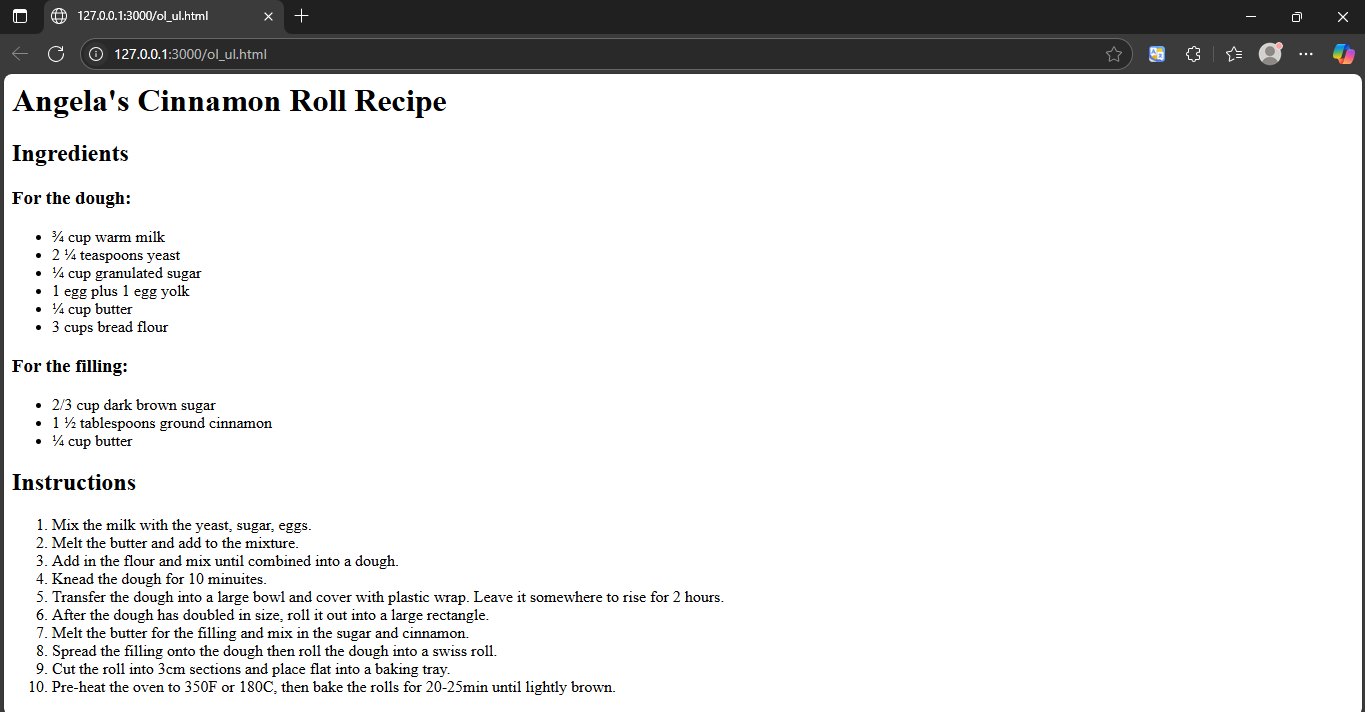 127.0.0.1:3000/ol_ul.html
127.0.0.1:3000/ol_ul.html
Angela's Cinnamon Roll Recipe
Ingredients
For the dough:
• ¾ cup warm milk
• 2 ¼ teaspoons yeast
• ¼ cup granulated sugar
• 1 egg plus 1 egg yolk
• ¼ cup butter
• 3 cups bread flour
For the filling:
• 2/3 cup dark brown sugar
• 1 ½ tablespoons ground cinnamon
• ¼ cup butter
Instructions
1. Mix the milk with the yeast, sugar, eggs.
2. Melt the butter and add to the mixture.
3. Add in the flour and mix until combined into a dough.
4. Knead the dough for 10 minuites.
5. Transfer the dough into a large bowl and cover with plastic wrap. Leave it somewhere to rise for 2 hours.
6. After the dough has doubled in size, roll it out into a large rectangle.
7. Melt the butter for the filling and mix in the sugar and cinnamon.
8. Spread the filling onto the dough then roll the dough into a swiss roll.
9. Cut the roll into 3cm sections and place flat into a baking tray.
10. Pre-heat the oven to 350F or 180C, then bake the rolls for 20-25min until lightly brown.